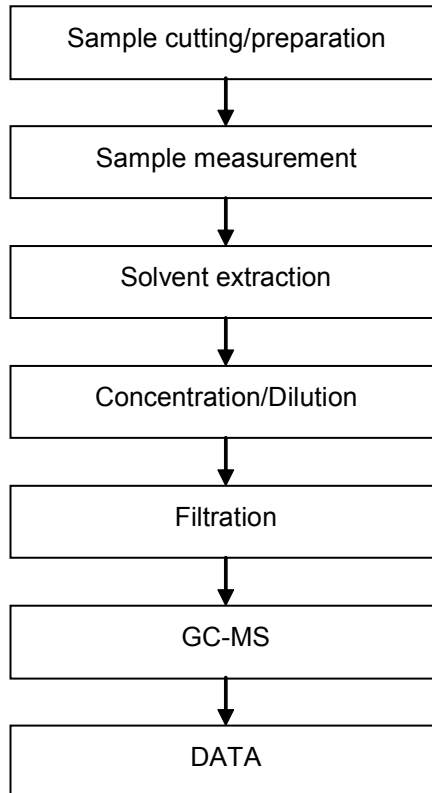 Sample cutting/preparation
Sample measurement
Solvent extraction
Concentration/Dilution
Filtration
GC-MS
DATA